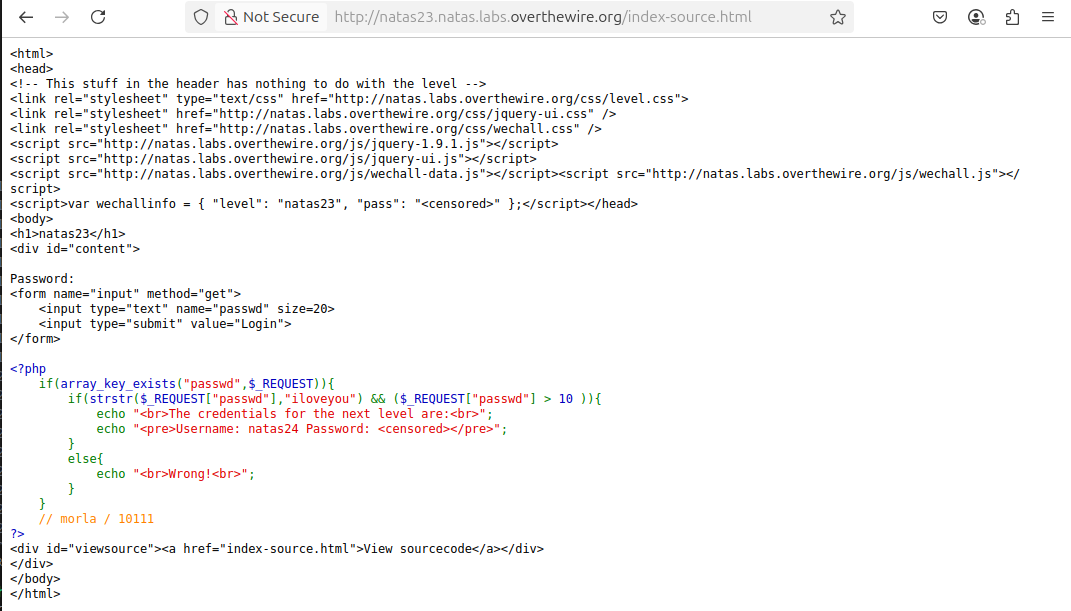 Not Secure http://natas23.natas.labs.overthewire.org/index-source.html
<html>
<head>
<!-- This stuff in the header has nothing to do with the level -->
<link rel="stylesheet" type="text/css" href="http://natas.labs.overthewire.org/css/level.css">
<link rel="stylesheet" href="http://natas.labs.overthewire.org/css/jquery-ui.css" />
<link rel="stylesheet" href="http://natas.labs.overthewire.org/css/wechall.css" />
<script src="http://natas.labs.overthewire.org/js/jquery-1.9.1.js"></script>
<script src="http://natas.labs.overthewire.org/js/jquery-ui.js"></script>
<script src="http://natas.labs.overthewire.org/js/wechall-data.js"></script><script src="http://natas.labs.overthewire.org/js/wechall.js"></
script>
<script>var wechallinfo = { "level": "natas23", "pass": "<censored>" };</script></head>
<body>
<h1>natas23</h1>
<div id="content">

Password:
<form name="input" method="get">
    <input type="text" name="passwd" size=20>
    <input type="submit" value="Login">
</form>

<?php
    if(array_key_exists("passwd",$_REQUEST)){
        if(strstr($_REQUEST["passwd"],"iloveyou") && ($_REQUEST["passwd"] > 10 )){
            echo "<br>The credentials for the next level are:<br>";
            echo "<pre>Username: natas24 Password: <censored></pre>";
        }
        else{
            echo "<br>Wrong!<br>";
        }
    }
    // morla / 10111
?>
<div id="viewsource"><a href="index-source.html">View sourcecode</a></div>
</div>
</body>
</html>